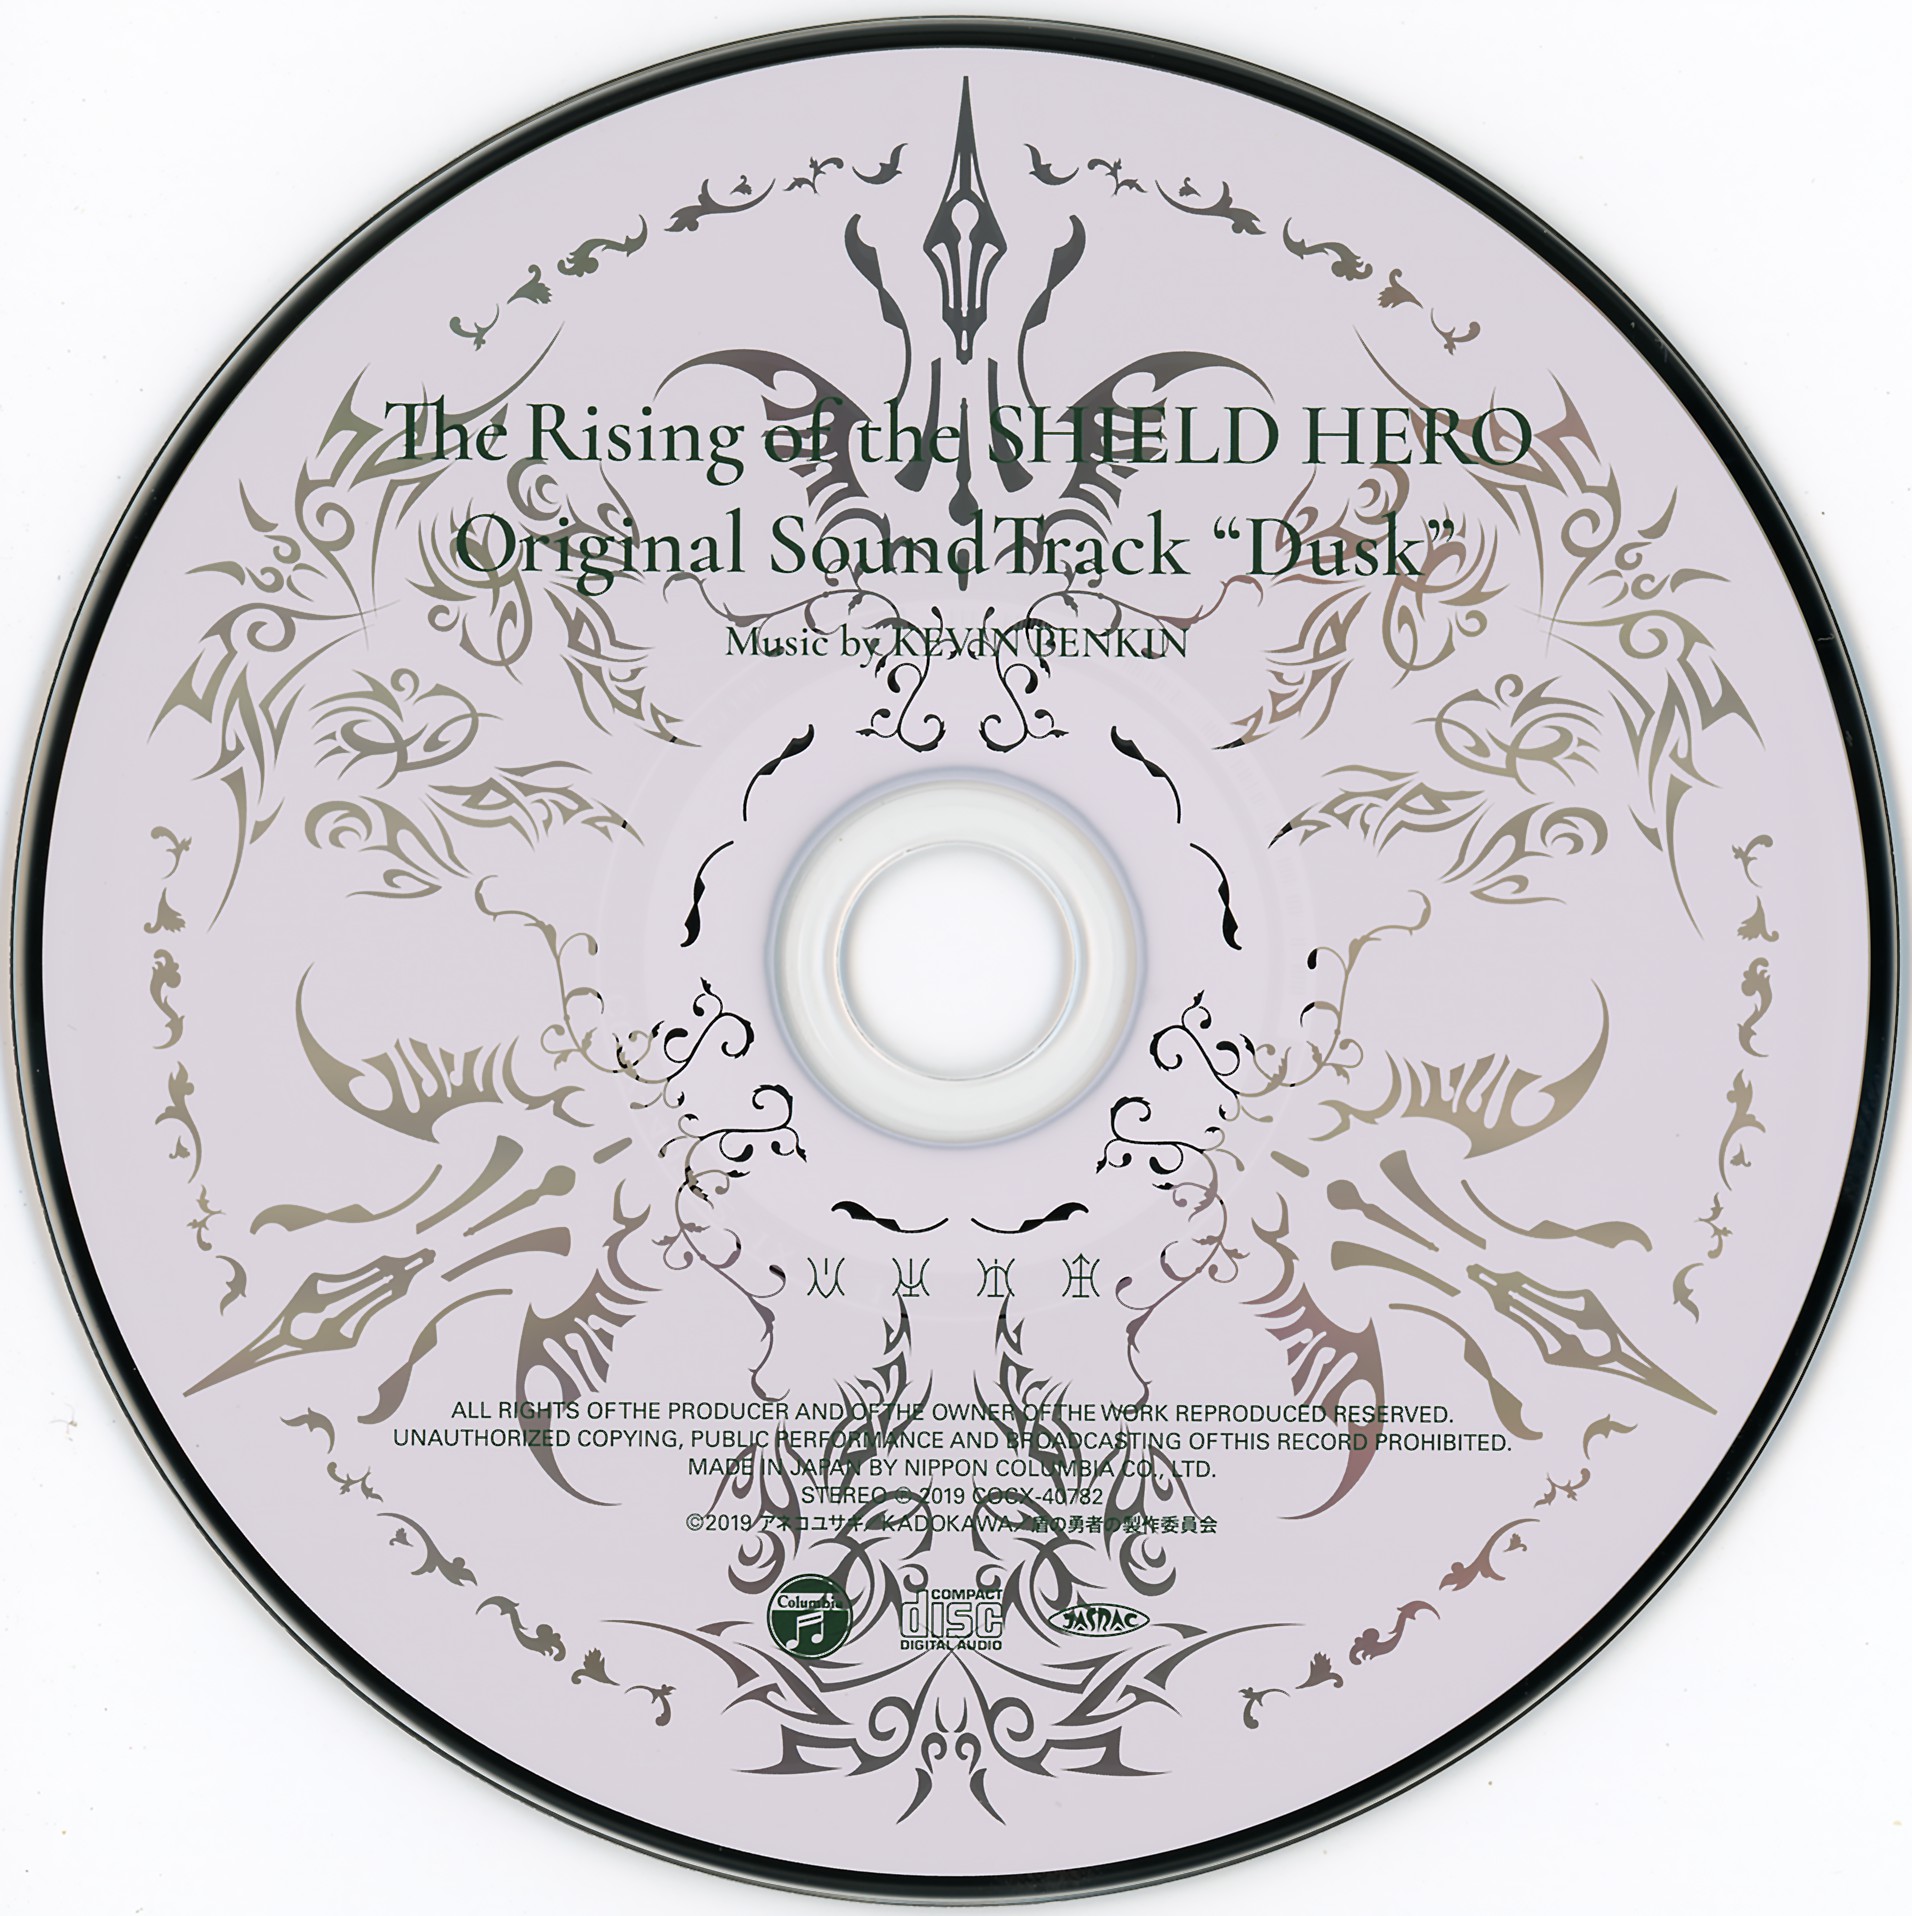 The Rising of the SHIELD HERO
Original SoundTrack “Dusk”
Music by KEVIN PENKIN
ALL RIGHTS OF THE PRODUCER AND OF THE OWNER OF THE WORK REPRODUCED RESERVED.
UNAUTHORIZED COPYING, PUBLIC PERFORMANCE AND BROADCASTING OF THIS RECORD PROHIBITED.
MADE IN JAPAN BY NIPPON COLUMBIA CO., LTD.
STEREO ℗ 2019 COCX-40782
©2019 アネコユサギ/KADOKAWA/盾の勇者の製作委員会
Columbia
COMPACT
disc
DIGITAL AUDIO
JASRAC